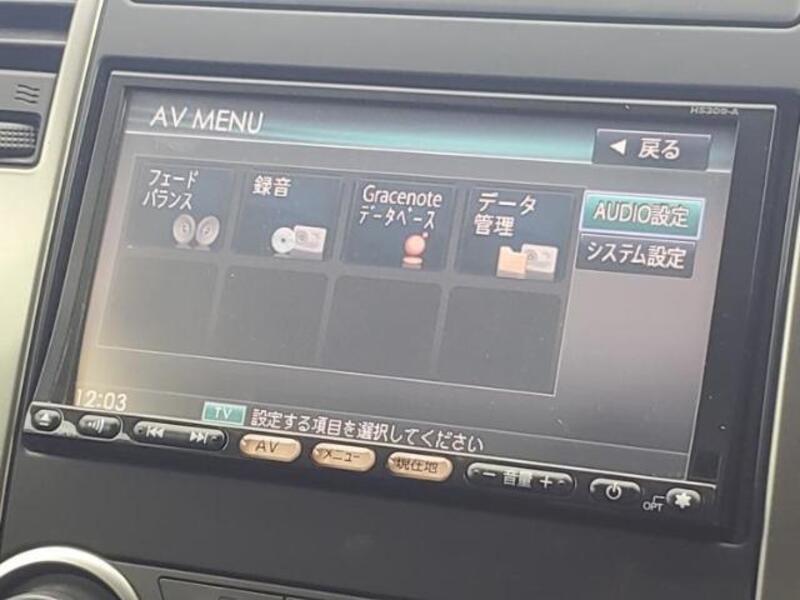 HS309-A
AV MENU
戻る
フェード
バランス
録音
Gracenote
データベース
データ
管理
AUDIO設定
システム設定
12:03
TV 設定する項目を選択してください
AV メニュー 現在地 − 音量 +
OPT